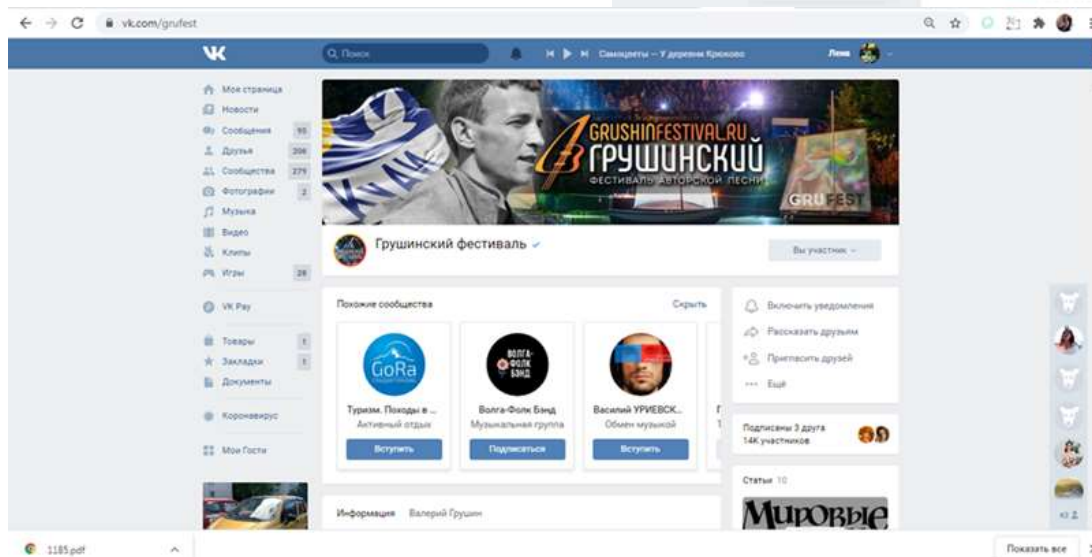 vk.com/grufest
Поиск
Самоцветы – У деревни Крюково
Лена
Моя страница
Новости
Сообщения 95
Друзья 208
Сообщества 279
Фотографии 2
Музыка
Видео
Клипы
Игры 28
VK Pay
Товары 1
Закладки 1
Документы
Коронавирус
Мои Гости
GRUSHINFESTIVAL.RU
ГРУШИНСКИЙ
ФЕСТИВАЛЬ АВТОРСКОЙ ПЕСНИ
GRUFEST
Грушинский фестиваль
Вы участник
Похожие сообщества
Скрыть
GoRa
ВОЛГА-
ФОЛК
БЭНД
Туризм. Походы в ...
Волга-Фолк Бэнд
Василий УРИЕВСК...
Активный отдых
Музыкальная группа
Обмен музыкой
Вступить
Подписаться
Вступить
Информация Валерий Грушин
Включить уведомления
Рассказать друзьям
Пригласить друзей
Ещё
Подписаны 3 друга
14K участников
Статьи 10
Мировые
1185.pdf
Показать все